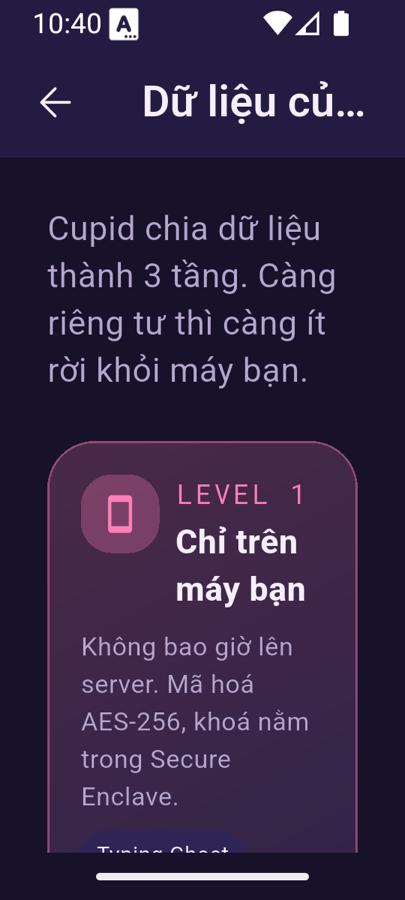 10:40
Dữ liệu củ...
Cupid chia dữ liệu
thành 3 tầng. Càng
riêng tư thì càng ít
rời khỏi máy bạn.
LEVEL 1
Chỉ trên
máy bạn
Không bao giờ lên
server. Mã hoá
AES-256, khoá nằm
trong Secure
Enclave.
Typing Ghost